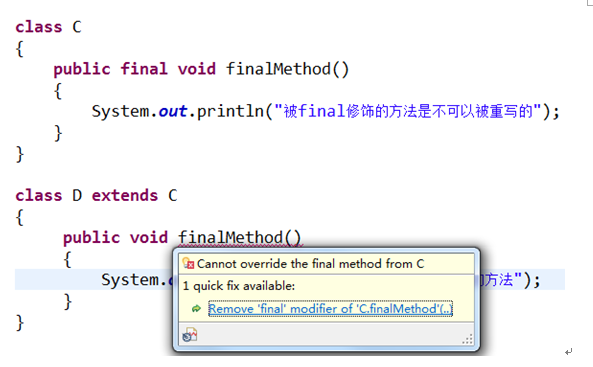 class C
{
public final void finalMethod()
{
System.out.println("被final修饰的方法是不可以被重写的");
}
}
class D extends C
{
public void finalMethod()
{
Cannot override the final method from C
System. 方法");
1 quick fix available:
}
Remove 'final' modifier of 'C.finalMethod'(..)
}